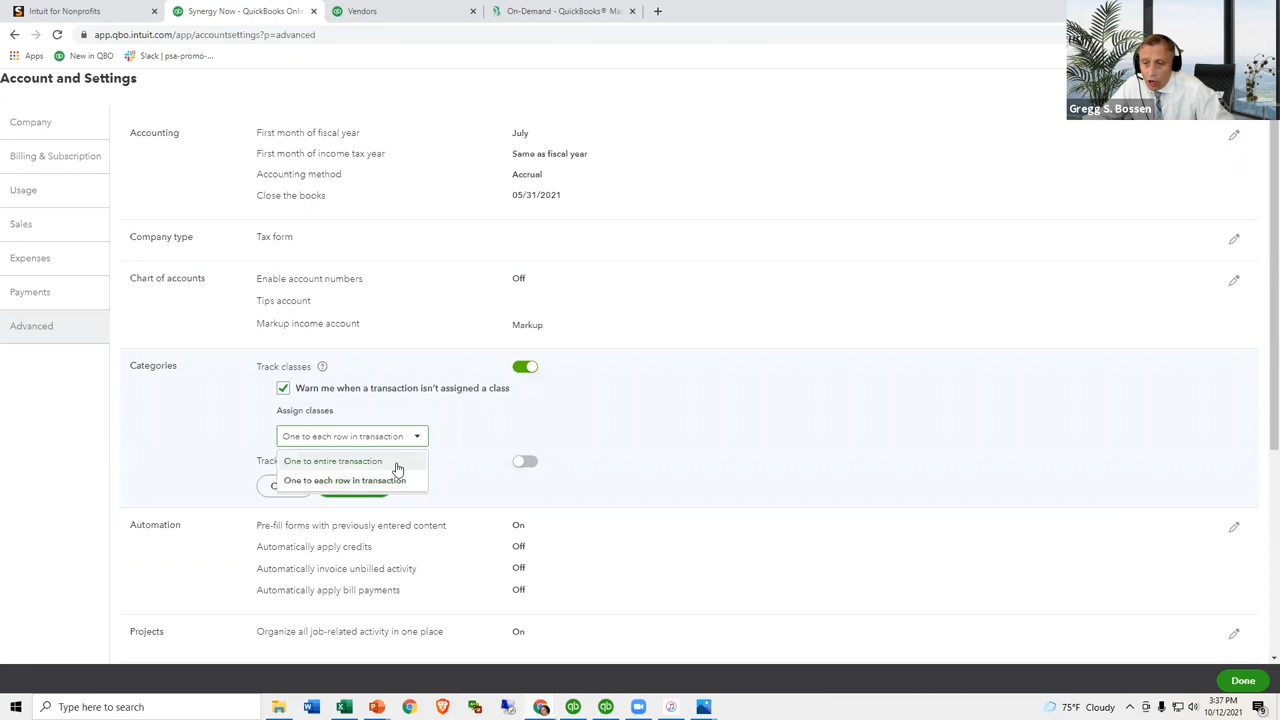 Intuit for Nonprofits
Synergy Now - QuickBooks Onli
Vendors
On-Demand - QuickBooks® Ma
app.qbo.intuit.com/app/accountsettings?p=advanced
Apps
New in QBO
Slack | psa-promo-...
Account and Settings
Gregg S. Bossen
Company
Billing & Subscription
Usage
Sales
Expenses
Payments
Advanced
Accounting
First month of fiscal year
July
First month of income tax year
Same as fiscal year
Accounting method
Accrual
Close the books
05/31/2021
Company type
Tax form
Chart of accounts
Enable account numbers
Off
Tips account
Markup income account
Markup
Categories
Track classes
Warn me when a transaction isn't assigned a class
Assign classes
One to each row in transaction
One to entire transaction
One to each row in transaction
Automation
Pre-fill forms with previously entered content
On
Automatically apply credits
Off
Automatically invoice unbilled activity
Off
Automatically apply bill payments
Off
Projects
Organize all job-related activity in one place
On
Done
Type here to search
75°F Cloudy
3:37 PM
10/12/2021